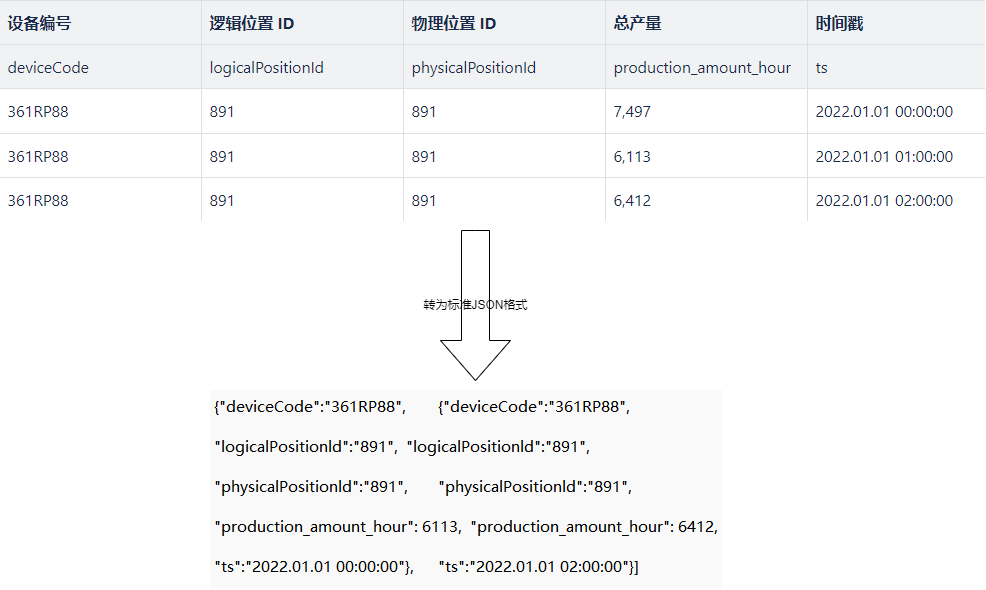 设备编号 逻辑位置 ID 物理位置 ID 总产量 时间戳
deviceCode logicalPositionId physicalPositionId production_amount_hour ts
361RP88 891 891 7,497 2022.01.01 00:00:00
361RP88 891 891 6,113 2022.01.01 01:00:00
361RP88 891 891 6,412 2022.01.01 02:00:00
转为标准JSON格式
{"deviceCode":"361RP88", {"deviceCode":"361RP88",
"logicalPositionId":"891", "logicalPositionId":"891",
"physicalPositionId":"891", "physicalPositionId":"891",
"production_amount_hour": 6113, "production_amount_hour": 6412,
"ts":"2022.01.01 00:00:00"}, "ts":"2022.01.01 02:00:00"}]